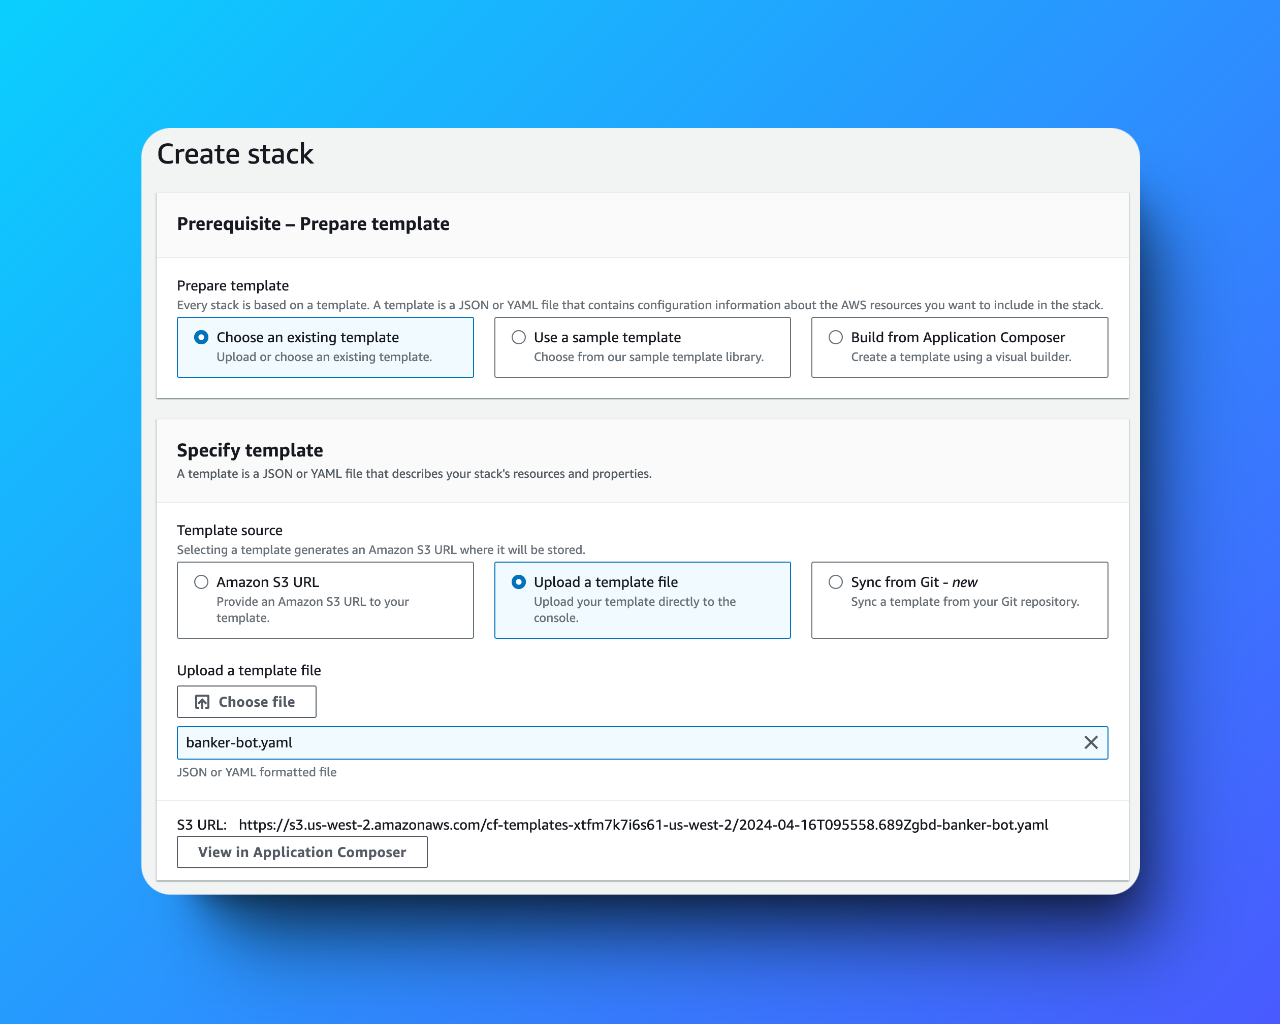 Create stack
Prerequisite – Prepare template
Prepare template
Every stack is based on a template. A template is a JSON or YAML file that contains configuration information about the AWS resources you want to include in the stack.
Choose an existing template
Upload or choose an existing template.
Use a sample template
Choose from our sample template library.
Build from Application Composer
Create a template using a visual builder.
Specify template
A template is a JSON or YAML file that describes your stack's resources and properties.
Template source
Selecting a template generates an Amazon S3 URL where it will be stored.
Amazon S3 URL
Provide an Amazon S3 URL to your
template.
Upload a template file
Upload your template directly to the
console.
Sync from Git - new
Sync a template from your Git repository.
Upload a template file
Choose file
banker-bot.yaml
JSON or YAML formatted file
S3 URL: https://s3.us-west-2.amazonaws.com/cf-templates-xtfm7k7i6s61-us-west-2/2024-04-16T095558.689Zgbd-banker-bot.yaml
View in Application Composer